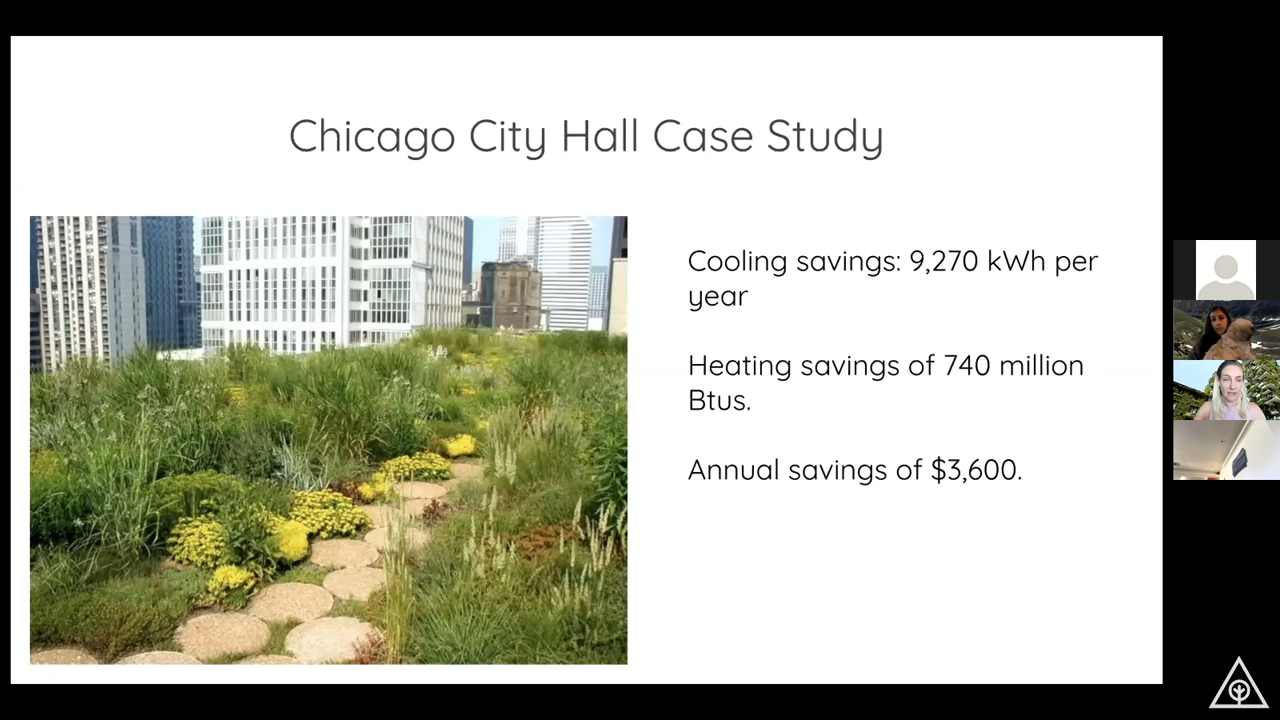 Chicago City Hall Case Study
Cooling savings: 9,270 kWh per
year
Heating savings of 740 million
Btus.
Annual savings of $3,600.